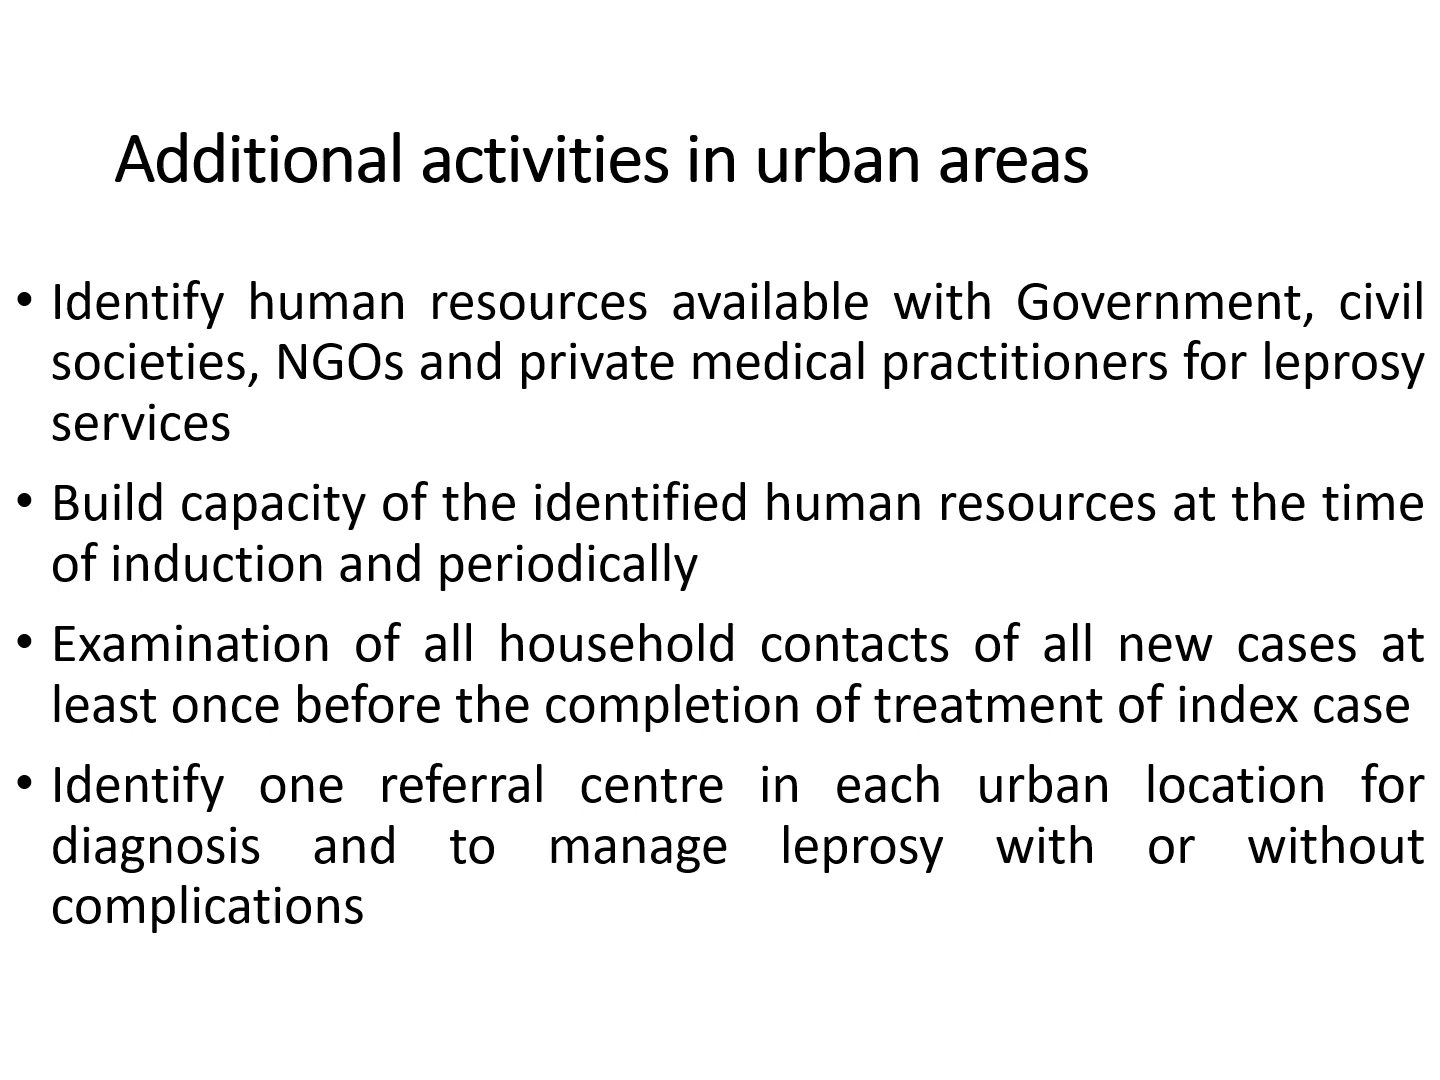 Additional activities in urban areas
• Identify human resources available with Government, civil
societies, NGOs and private medical practitioners for leprosy
services
• Build capacity of the identified human resources at the time
of induction and periodically
• Examination of all household contacts of all new cases at
least once before the completion of treatment of index case
• Identify one referral centre in each urban location for
diagnosis and to manage leprosy with or without
complications